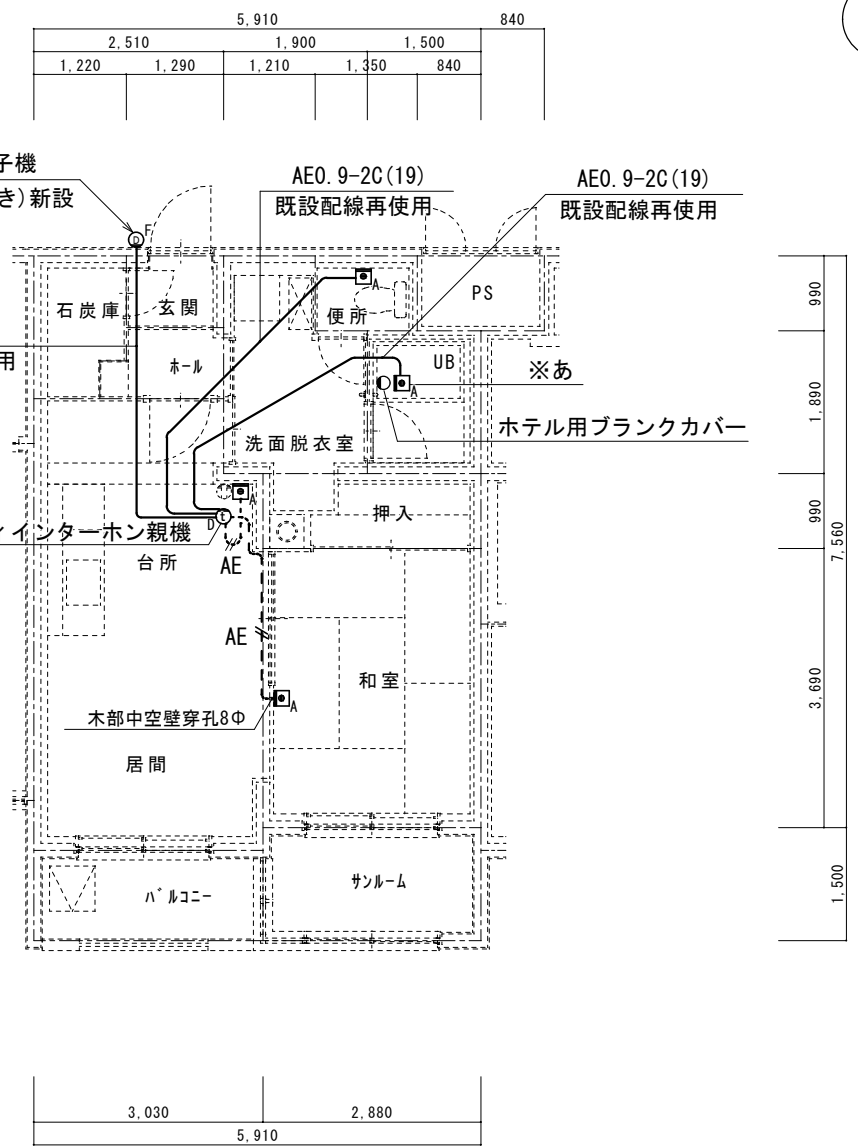 5,910
840
2,510
1,900
1,500
1,220
1,290
1,210
1,350
840
子機
き)新設
AE0.9-2C(19)
既設配線再使用
AE0.9-2C(19)
既設配線再使用
F
D
A
石炭庫
玄関
便所
PS
990
用
ホール
UB
A
※あ
1,890
ホテル用ブランクカバー
洗面脱衣室
A
押入
990
t
D
インターホン親機
台所
AE
7,560
AE
和室
3,690
A
木部中空壁穿孔8Φ
居間
サンルーム
バルコニー
1,500
3,030
2,880
5,910